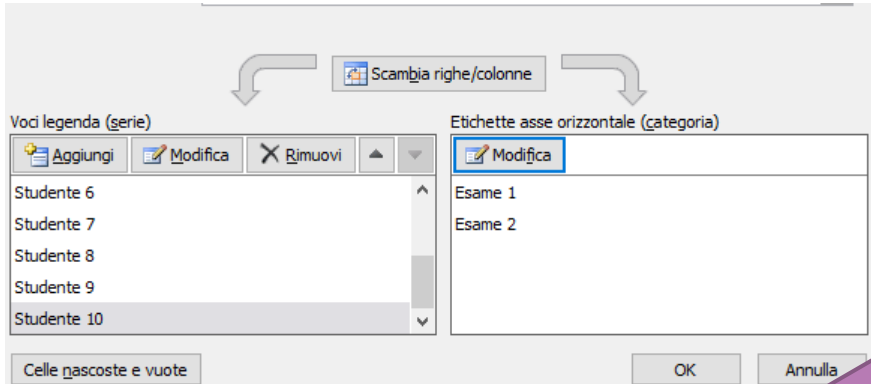 Scambia righe/colonne
Voci legenda (serie)
Aggiungi
Modifica
Rimuovi
Studente 6
Studente 7
Studente 8
Studente 9
Studente 10
Etichette asse orizzontale (categoria)
Modifica
Esame 1
Esame 2
Celle nascoste e vuote
OK
Annulla